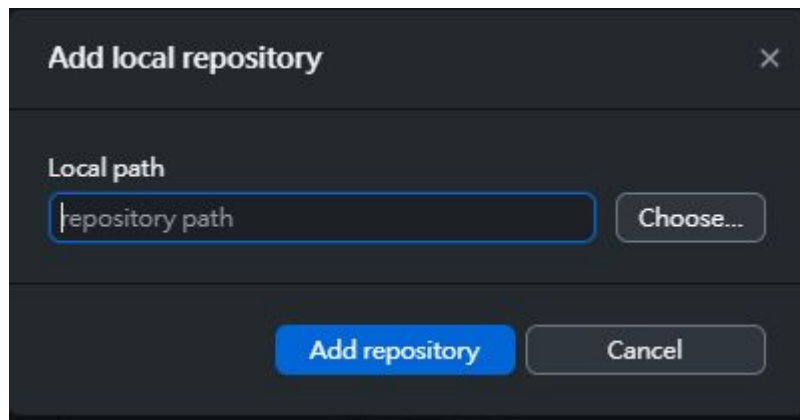 Add local repository
Local path
repository path
Choose...
Add repository
Cancel